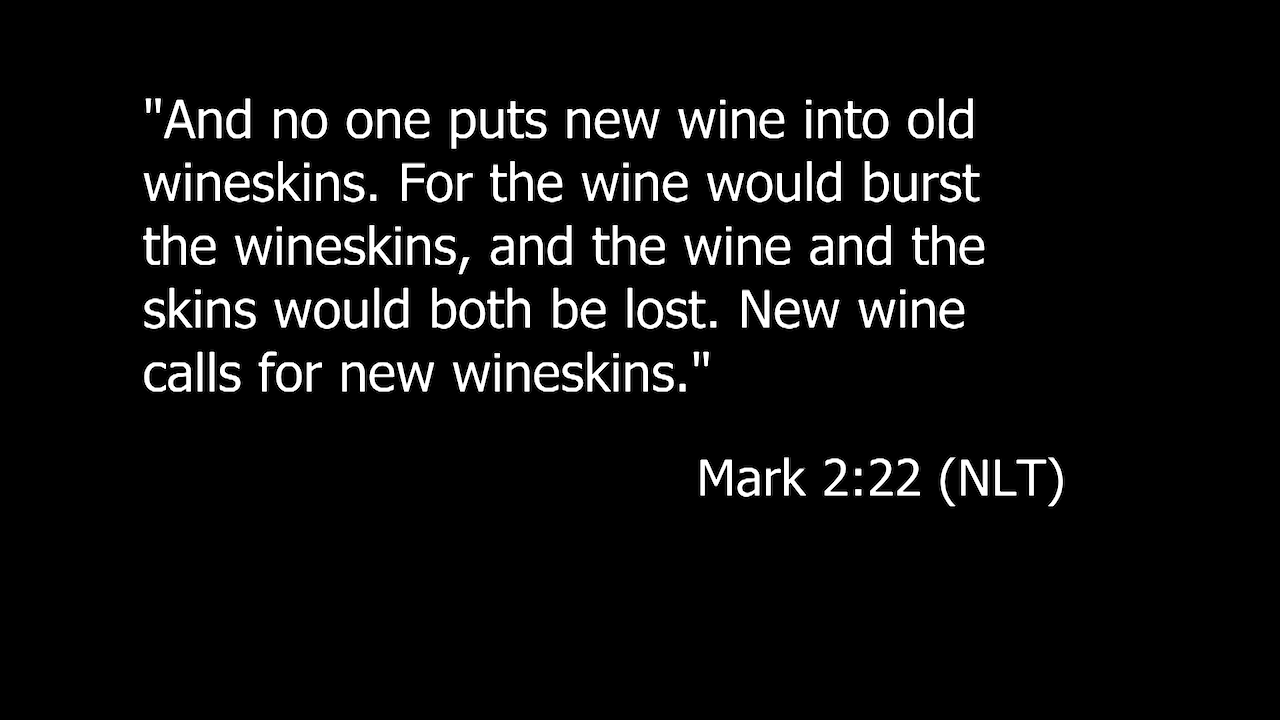 "And no one puts new wine into old
wineskins. For the wine would burst
the wineskins, and the wine and the
skins would both be lost. New wine
calls for new wineskins."
Mark 2:22 (NLT)